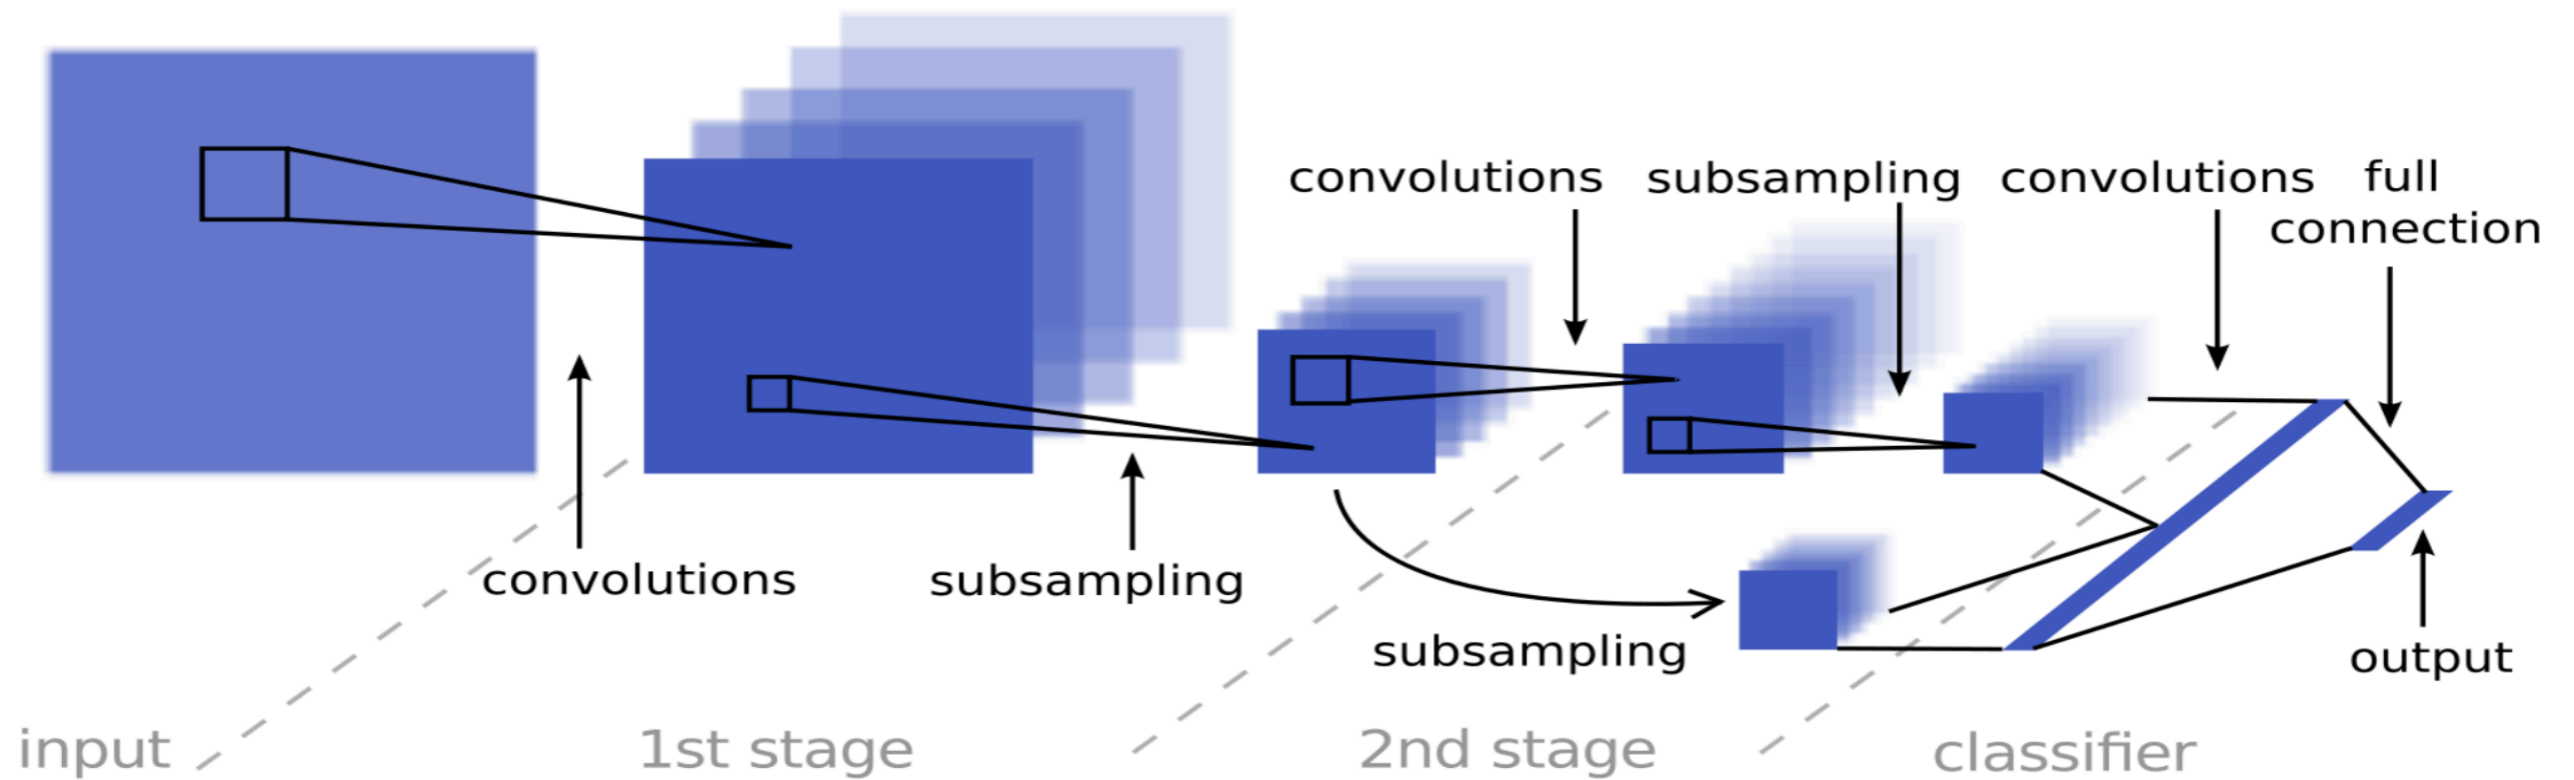 convolutions
subsampling
convolutions
full
connection
convolutions
subsampling
subsampling
output
input
1st stage
2nd stage
classifier